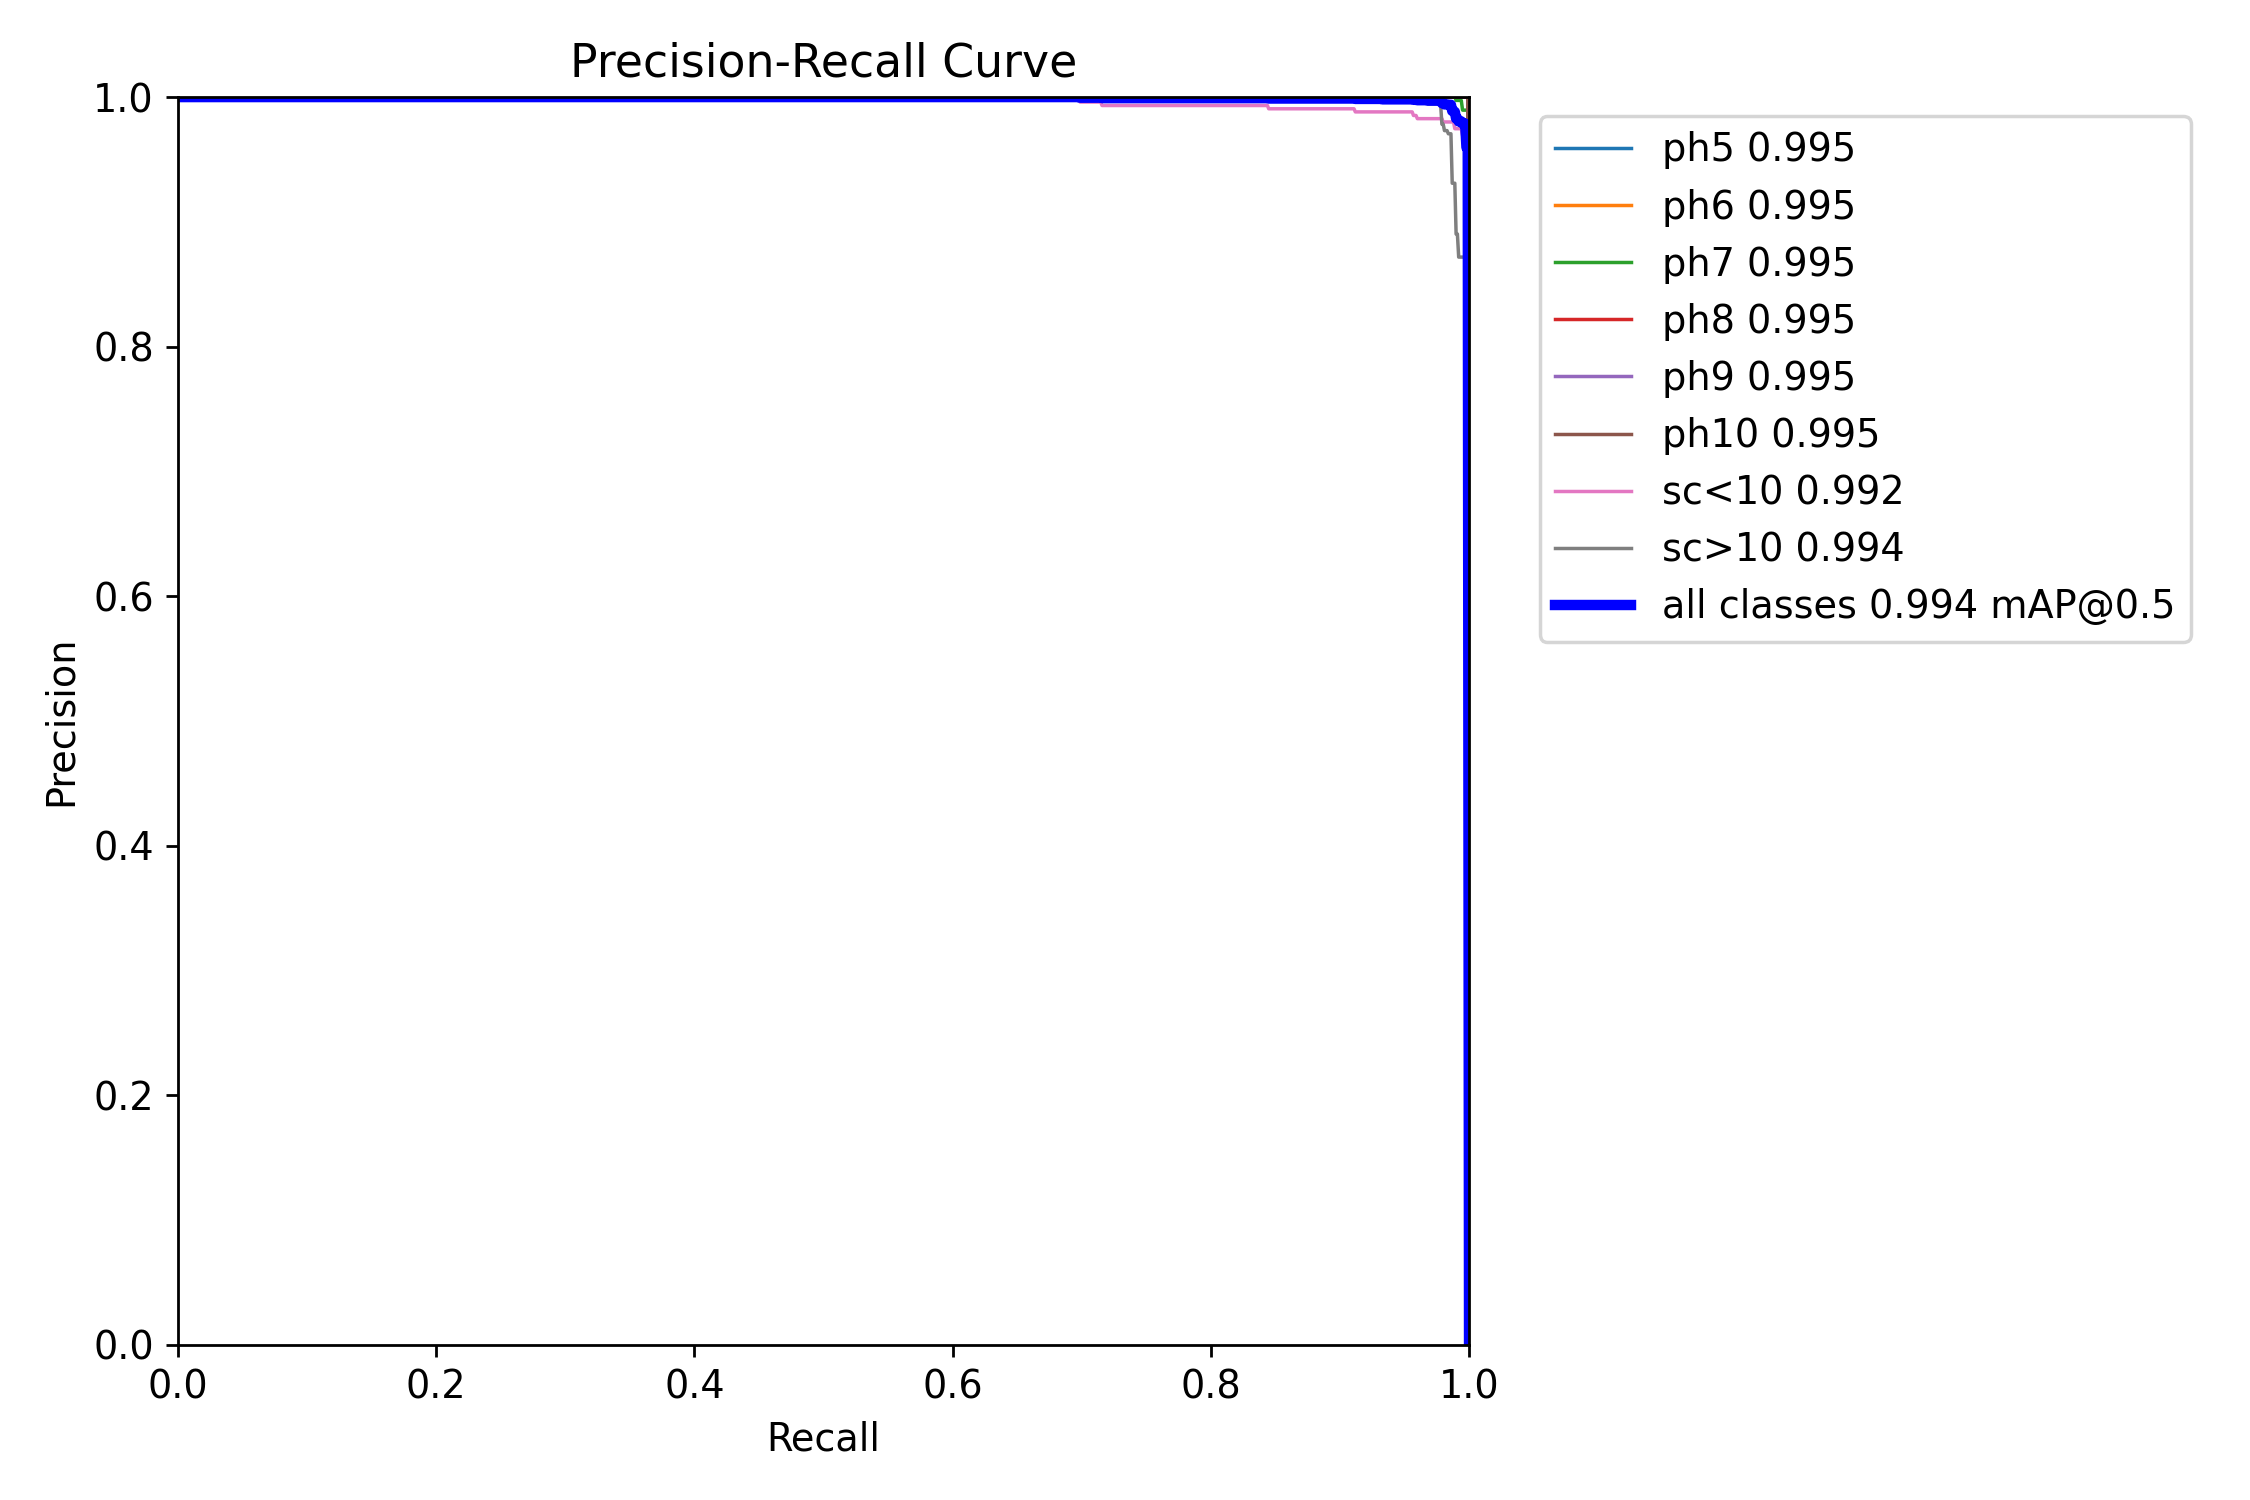 Precision-Recall Curve
1.0
0.8
0.6
0.4
0.2
0.0
Precision
0.0 0.2 0.4 0.6 0.8 1.0
Recall
ph5 0.995
ph6 0.995
ph7 0.995
ph8 0.995
ph9 0.995
ph10 0.995
sc<10 0.992
sc>10 0.994
all classes 0.994 mAP@0.5